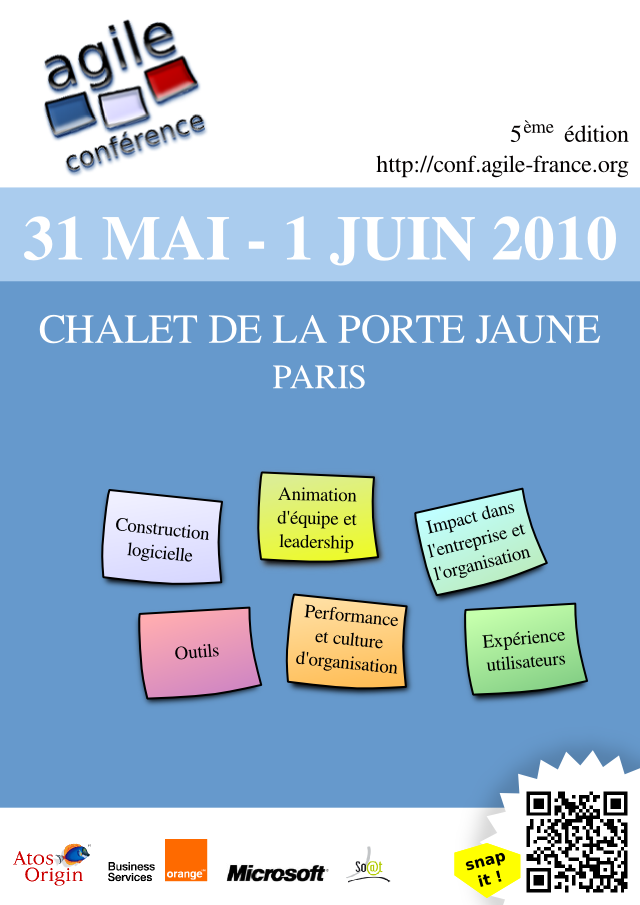 agile
conférence
5ème édition
http://conf.agile-france.org
31 MAI - 1 JUIN 2010
CHALET DE LA PORTE JAUNE
PARIS
Construction
logicielle
Animation
d'équipe et
leadership
Impact dans
l'entreprise et
l'organisation
Outils
Performance
et culture
d'organisation
Expérience
utilisateurs
Atos
Origin
Business
Services
orange™
Microsoft®
So@t
snap
it !